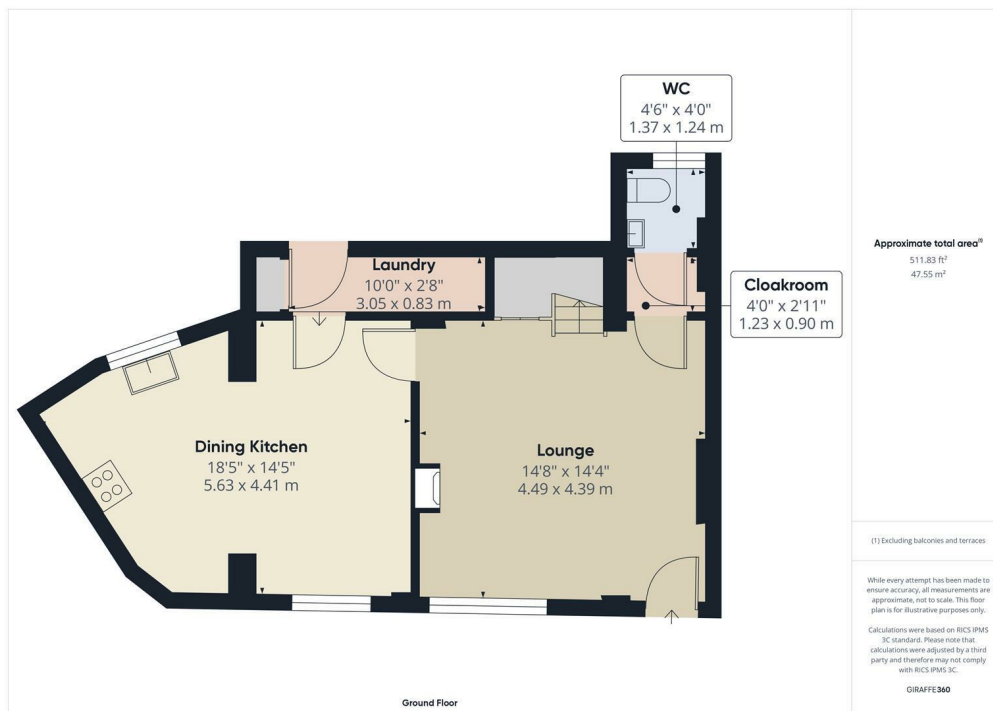 WC
4'6" x 4'0"
1.37 x 1.24 m
Laundry
10'0" x 2'8"
3.05 x 0.83 m
Cloakroom
4'0" x 2'11"
1.23 x 0.90 m
Dining Kitchen
18'5" x 14'5"
5.63 x 4.41 m
Lounge
14'8" x 14'4"
4.49 x 4.39 m
Ground Floor
Approximate total area⁽¹⁾
511.83 ft²
47.55 m²
(1) Excluding balconies and terraces
While every attempt has been made to
ensure accuracy, all measurements are
approximate, not to scale. This floor
plan is for illustrative purposes only.
Calculations were based on RICS IPMS
3C standard. Please note that
calculations were adjusted by a third
party and therefore may not comply
with RICS IPMS 3C.
GIRAFFE360